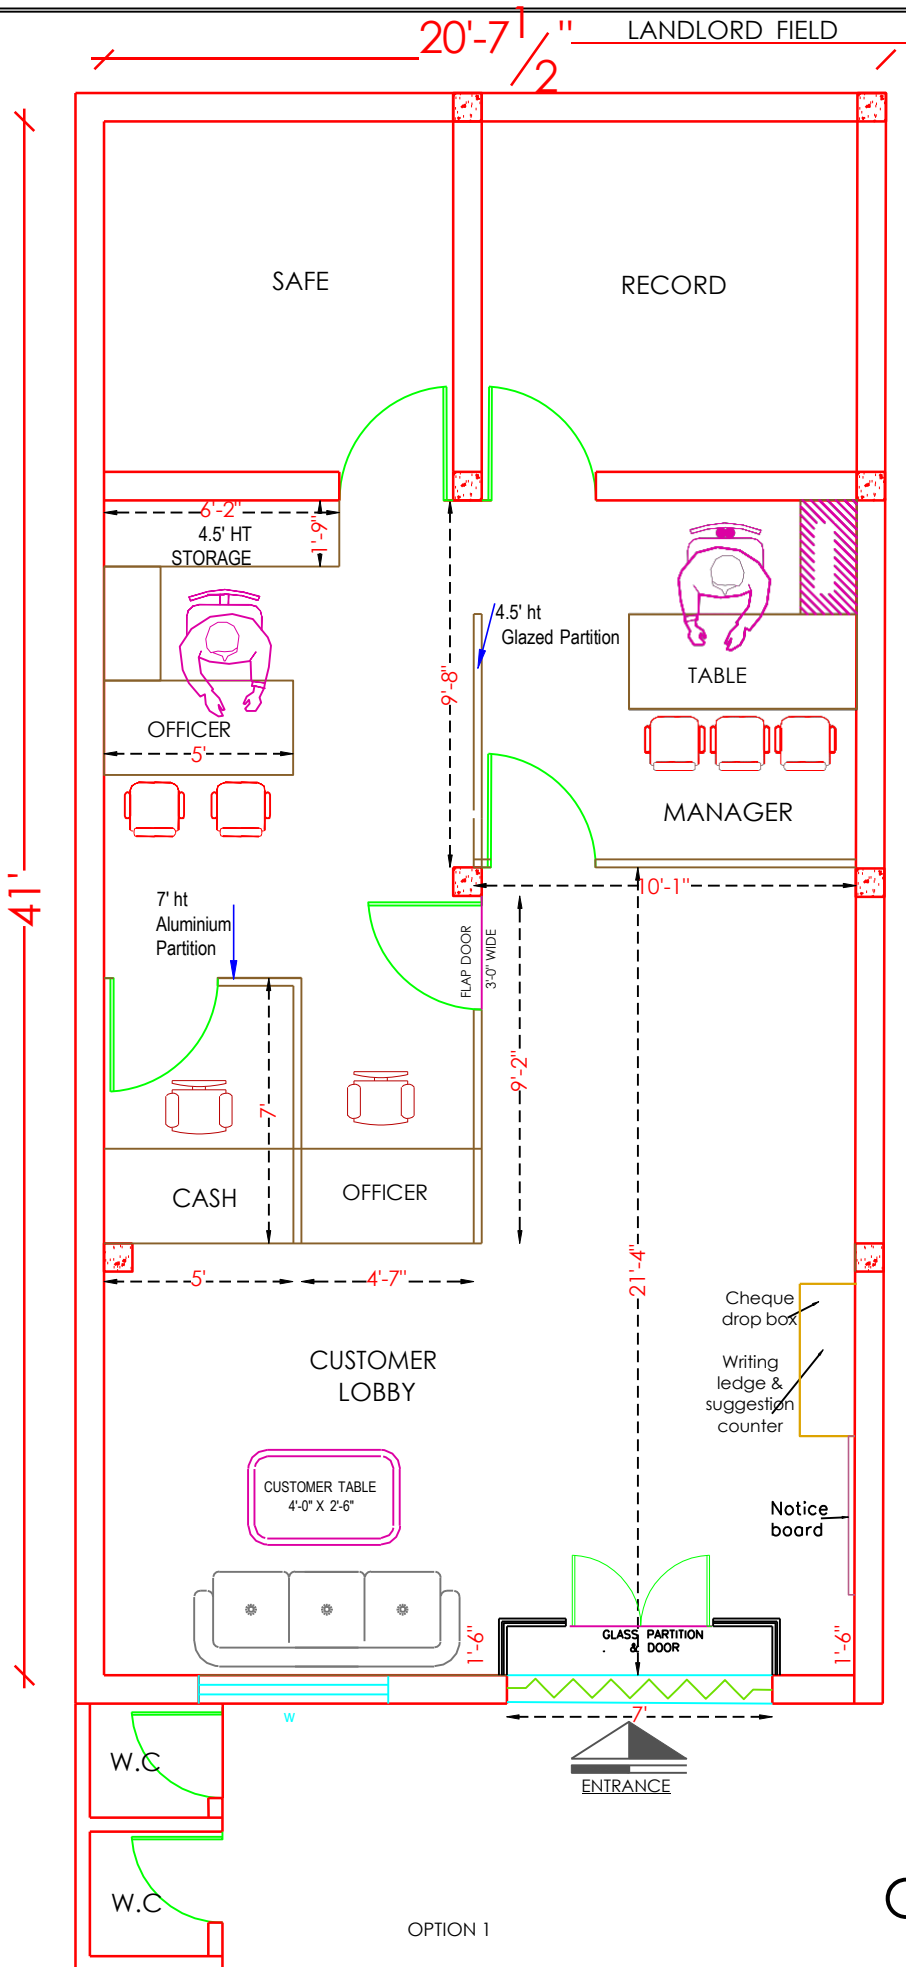 LANDLORD FIELD
20'-7 1/2"
41'
SAFE
RECORD
6'-2"
4.5' HT
STORAGE
1'-9"
4.5' ht
Glazed Partition
9'-8"
TABLE
OFFICER
5'
MANAGER
10'-1"
7' ht
Aluminium
Partition
FLAP DOOR
3'-0" WIDE
9'-2"
7'
CASH
OFFICER
5'
4'-7"
21'-4"
Cheque
drop box
Writing
ledge &
suggestion
counter
CUSTOMER
LOBBY
CUSTOMER TABLE
4'-0" X 2'-6"
Notice
board
GLASS PARTITION
& DOOR
1'-6"
1'-6"
W
7'
ENTRANCE
W.C
W.C
OPTION 1